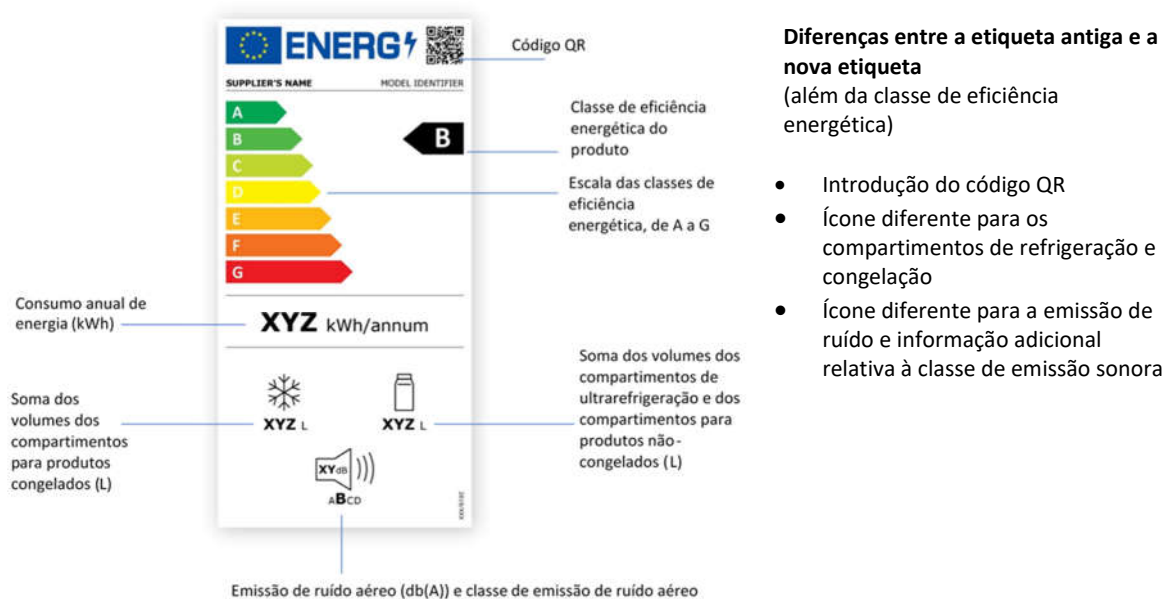 ENERG
Código QR
SUPPLIER'S NAME MODEL IDENTIFIER
A
B
C
D
E
F
G
B
Classe de eficiência
energética do
produto
Escala das classes de
eficiência
energética, de A a G
Consumo anual de
energia (kWh)
XYZ kWh/annum
Soma dos
volumes dos
compartimentos
para produtos
congelados (L)
XYZ L
XYZ L
Soma dos volumes dos
compartimentos de
ultrarefrigeração e dos
compartimentos para
produtos não-
congelados (L)
XYdB
ABCD
Emissão de ruído aéreo (db(A)) e classe de emissão de ruído aéreo
Diferenças entre a etiqueta antiga e a
nova etiqueta
(além da classe de eficiência
energética)
• Introdução do código QR
• Ícone diferente para os
compartimentos de refrigeração e
congelação
• Ícone diferente para a emissão de
ruído e informação adicional
relativa à classe de emissão sonora